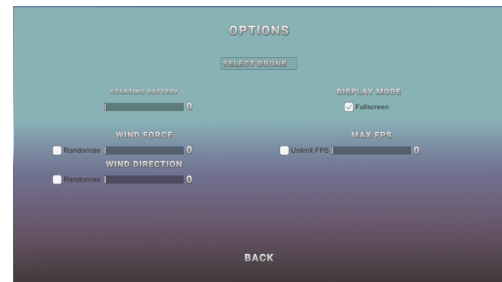 OPTIONS
SELECT DRONE
STARTING BATTERY
0
DISPLAY MODE
Fullscreen
WIND FORCE
Randomise 0
MAX FPS
Unlimit FPS 0
WIND DIRECTION
Randomise 0
BACK